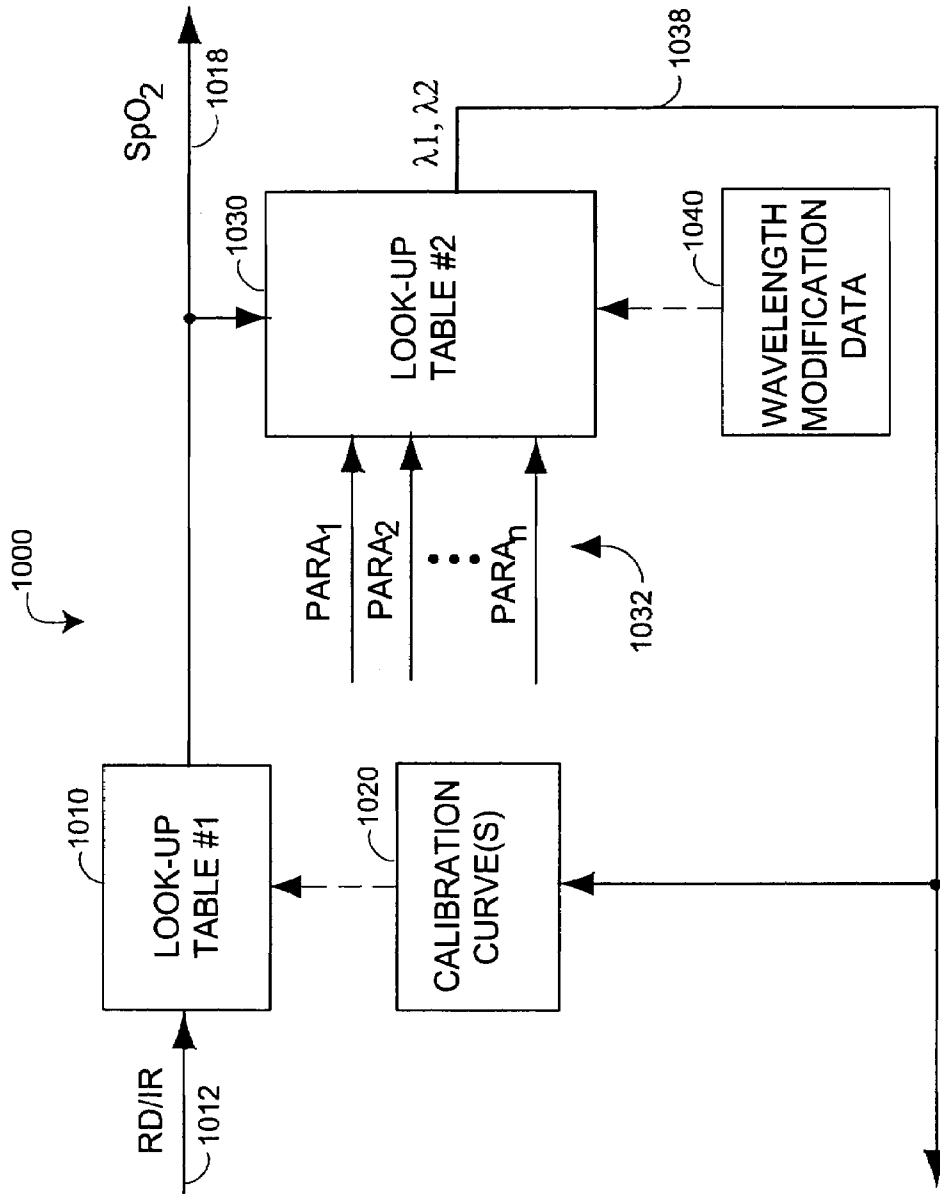 1000
RD/IR
1012
1010
LOOK-UP
TABLE #1
1020
CALIBRATION
CURVE(S)
SpO₂
1018
1030
LOOK-UP
TABLE #2
PARA₁
PARA₂
PARAₙ
1032
λ1, λ2
1038
1040
WAVELENGTH
MODIFICATION
DATA